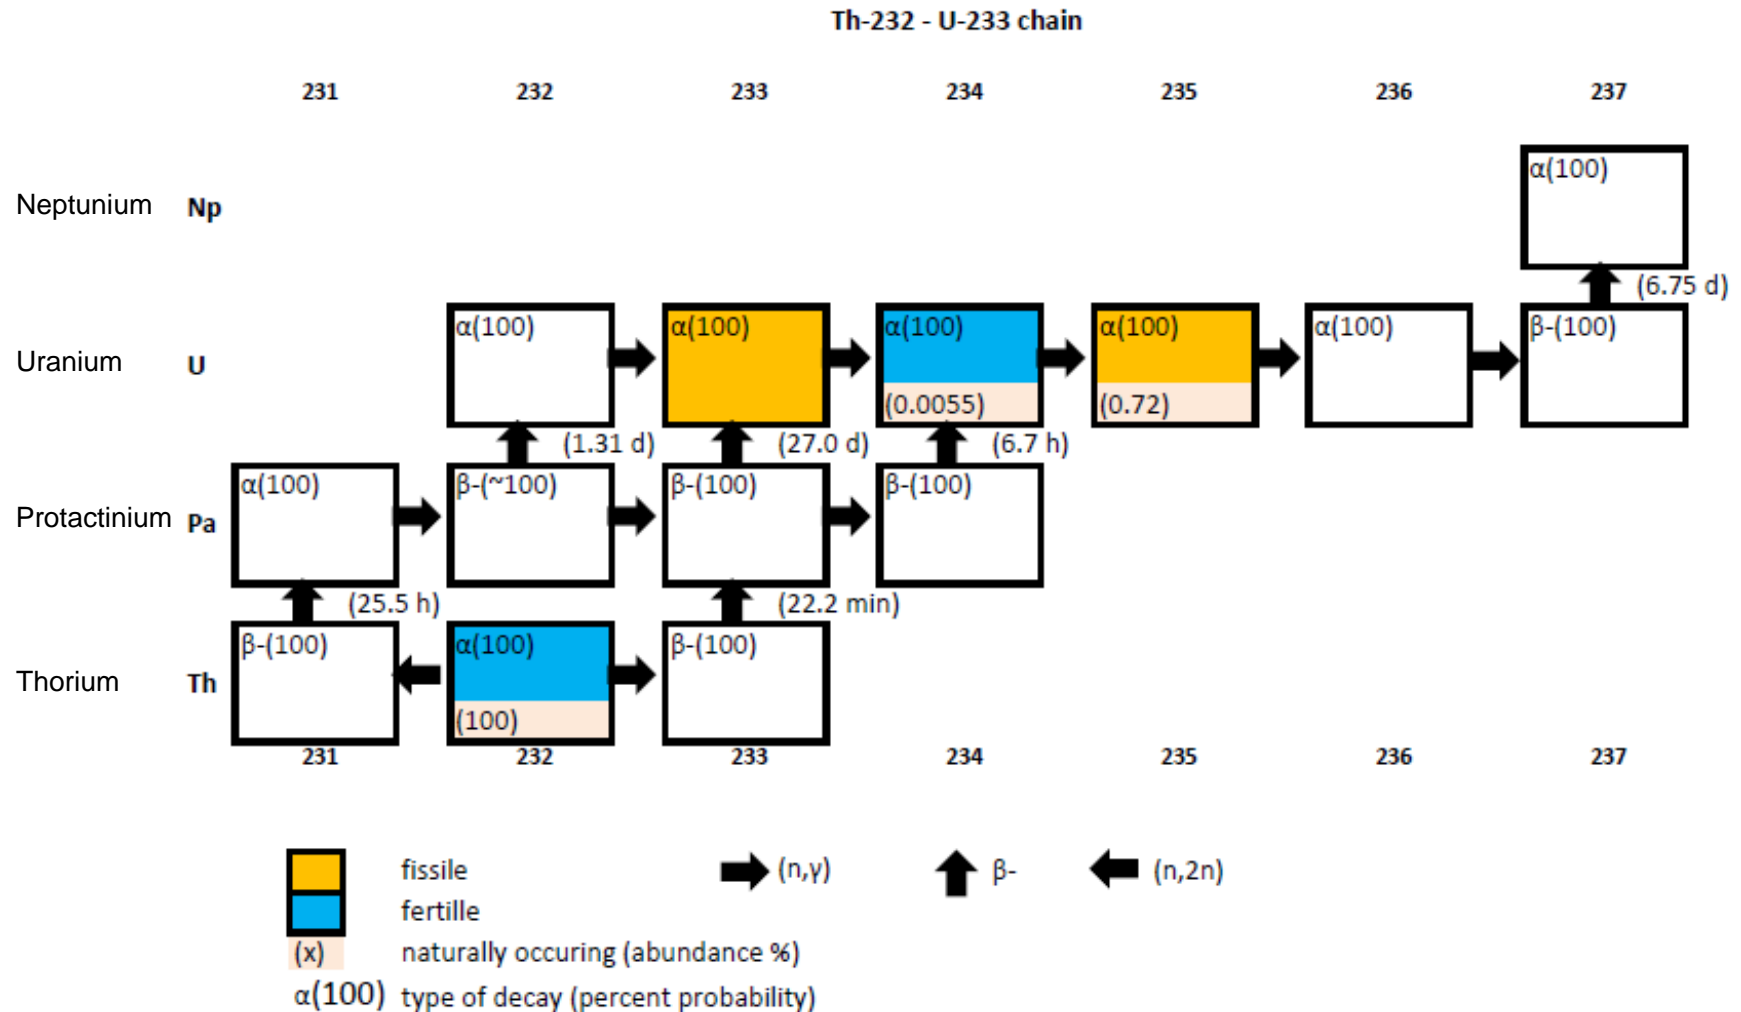 Th-232 - U-233 chain
231 232 233 234 235 236 237
α(100)
Neptunium Np
(6.75 d)
α(100) α(100) α(100) α(100) α(100) β-(100)
Uranium U
(0.0055) (0.72)
(1.31 d) (27.0 d) (6.7 h)
α(100) β-(~100) β-(100) β-(100)
Protactinium Pa
(25.5 h) (22.2 min)
β-(100) α(100) β-(100)
Thorium Th
(100)
231 232 233 234 235 236 237
fissile (n,γ) β- (n,2n)
fertille
(x) naturally occuring (abundance %)
α(100) type of decay (percent probability)